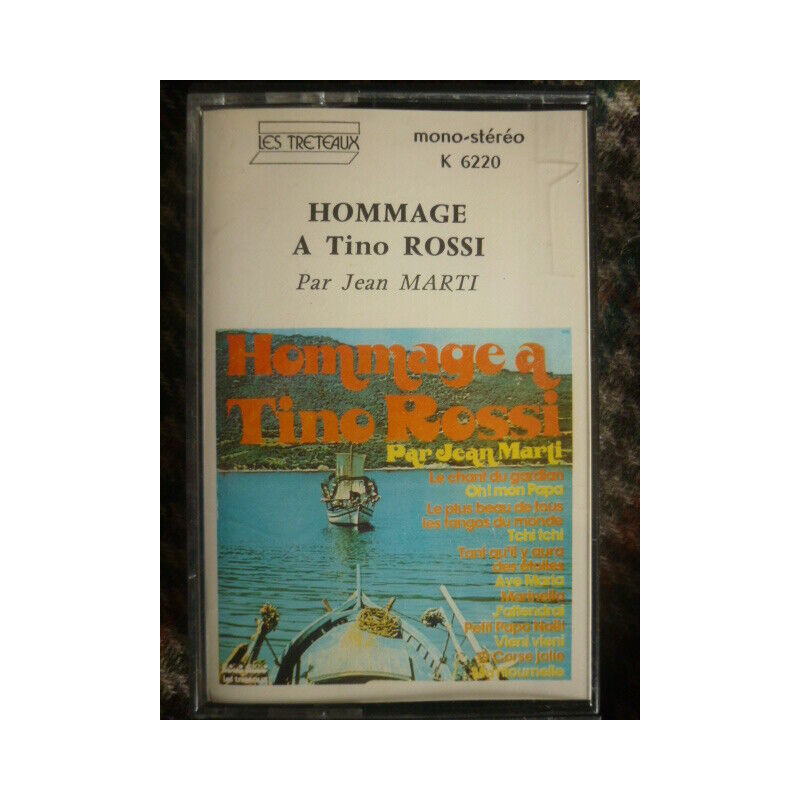 LES TRETEAUX
mono-stéréo
K 6220
HOMMAGE
A Tino ROSSI
Par Jean MARTI
Hommage a
Tino Rossi
Par Jean Marti
Le chant du gardian
Oh! mon Papa
Le plus beau de tous
les tangos du monde
Tchi tchi
Tant qu'il y aura
des étoiles
Ave Maria
Marinella
J'attendrai
Petit Papa Noël
Vieni vieni
O Corse jolie
les tréteaux